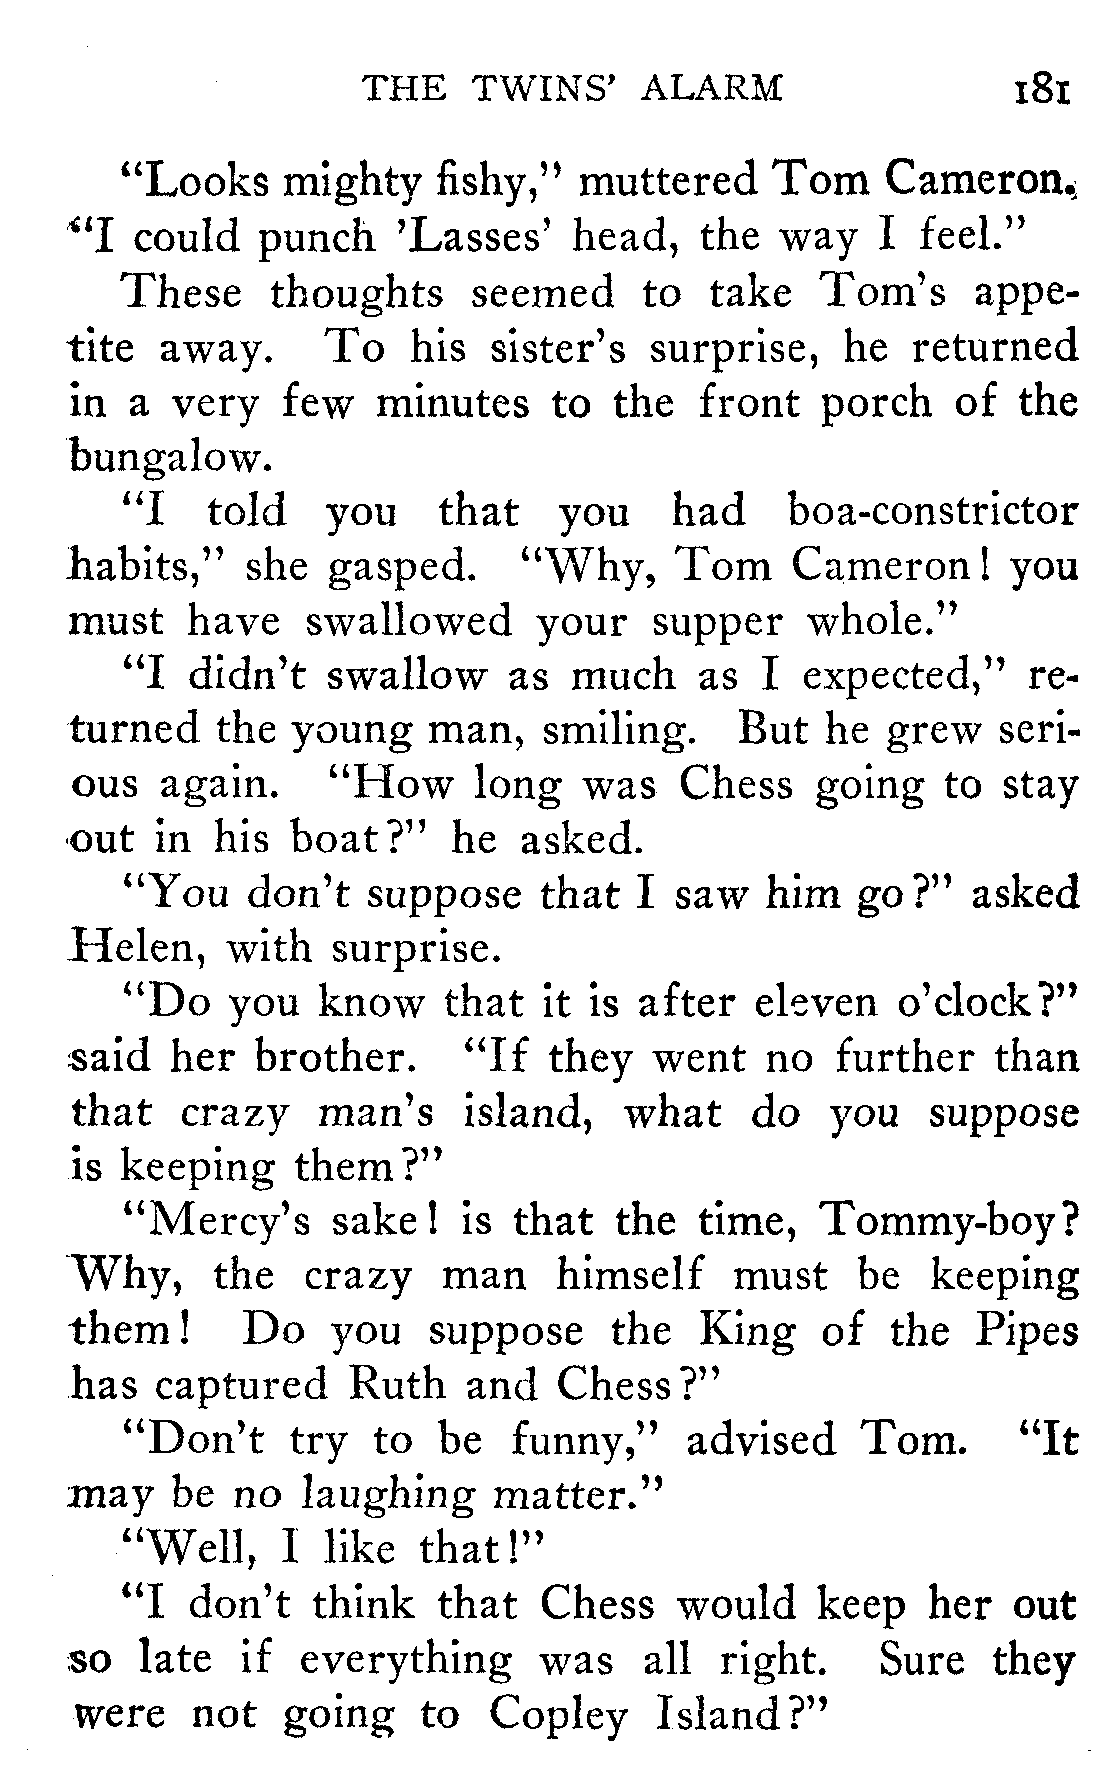 THE TWINS' ALARM 181
"Looks mighty fishy," muttered Tom Cameron.
"I could punch 'Lasses' head, the way I feel."
These thoughts seemed to take Tom's appe-
tite away. To his sister's surprise, he returned
in a very few minutes to the front porch of the
bungalow.
"I told you that you had boa-constrictor
habits," she gasped. "Why, Tom Cameron! you
must have swallowed your supper whole."
"I didn't swallow as much as I expected," re-
turned the young man, smiling. But he grew seri-
ous again. "How long was Chess going to stay
out in his boat?" he asked.
"You don't suppose that I saw him go?" asked
Helen, with surprise.
"Do you know that it is after eleven o'clock?"
said her brother. "If they went no further than
that crazy man's island, what do you suppose
is keeping them?"
"Mercy's sake! is that the time, Tommy-boy?
Why, the crazy man himself must be keeping
them! Do you suppose the King of the Pipes
has captured Ruth and Chess?"
"Don't try to be funny," advised Tom. "It
may be no laughing matter."
"Well, I like that!"
"I don't think that Chess would keep her out
so late if everything was all right. Sure they
were not going to Copley Island?"